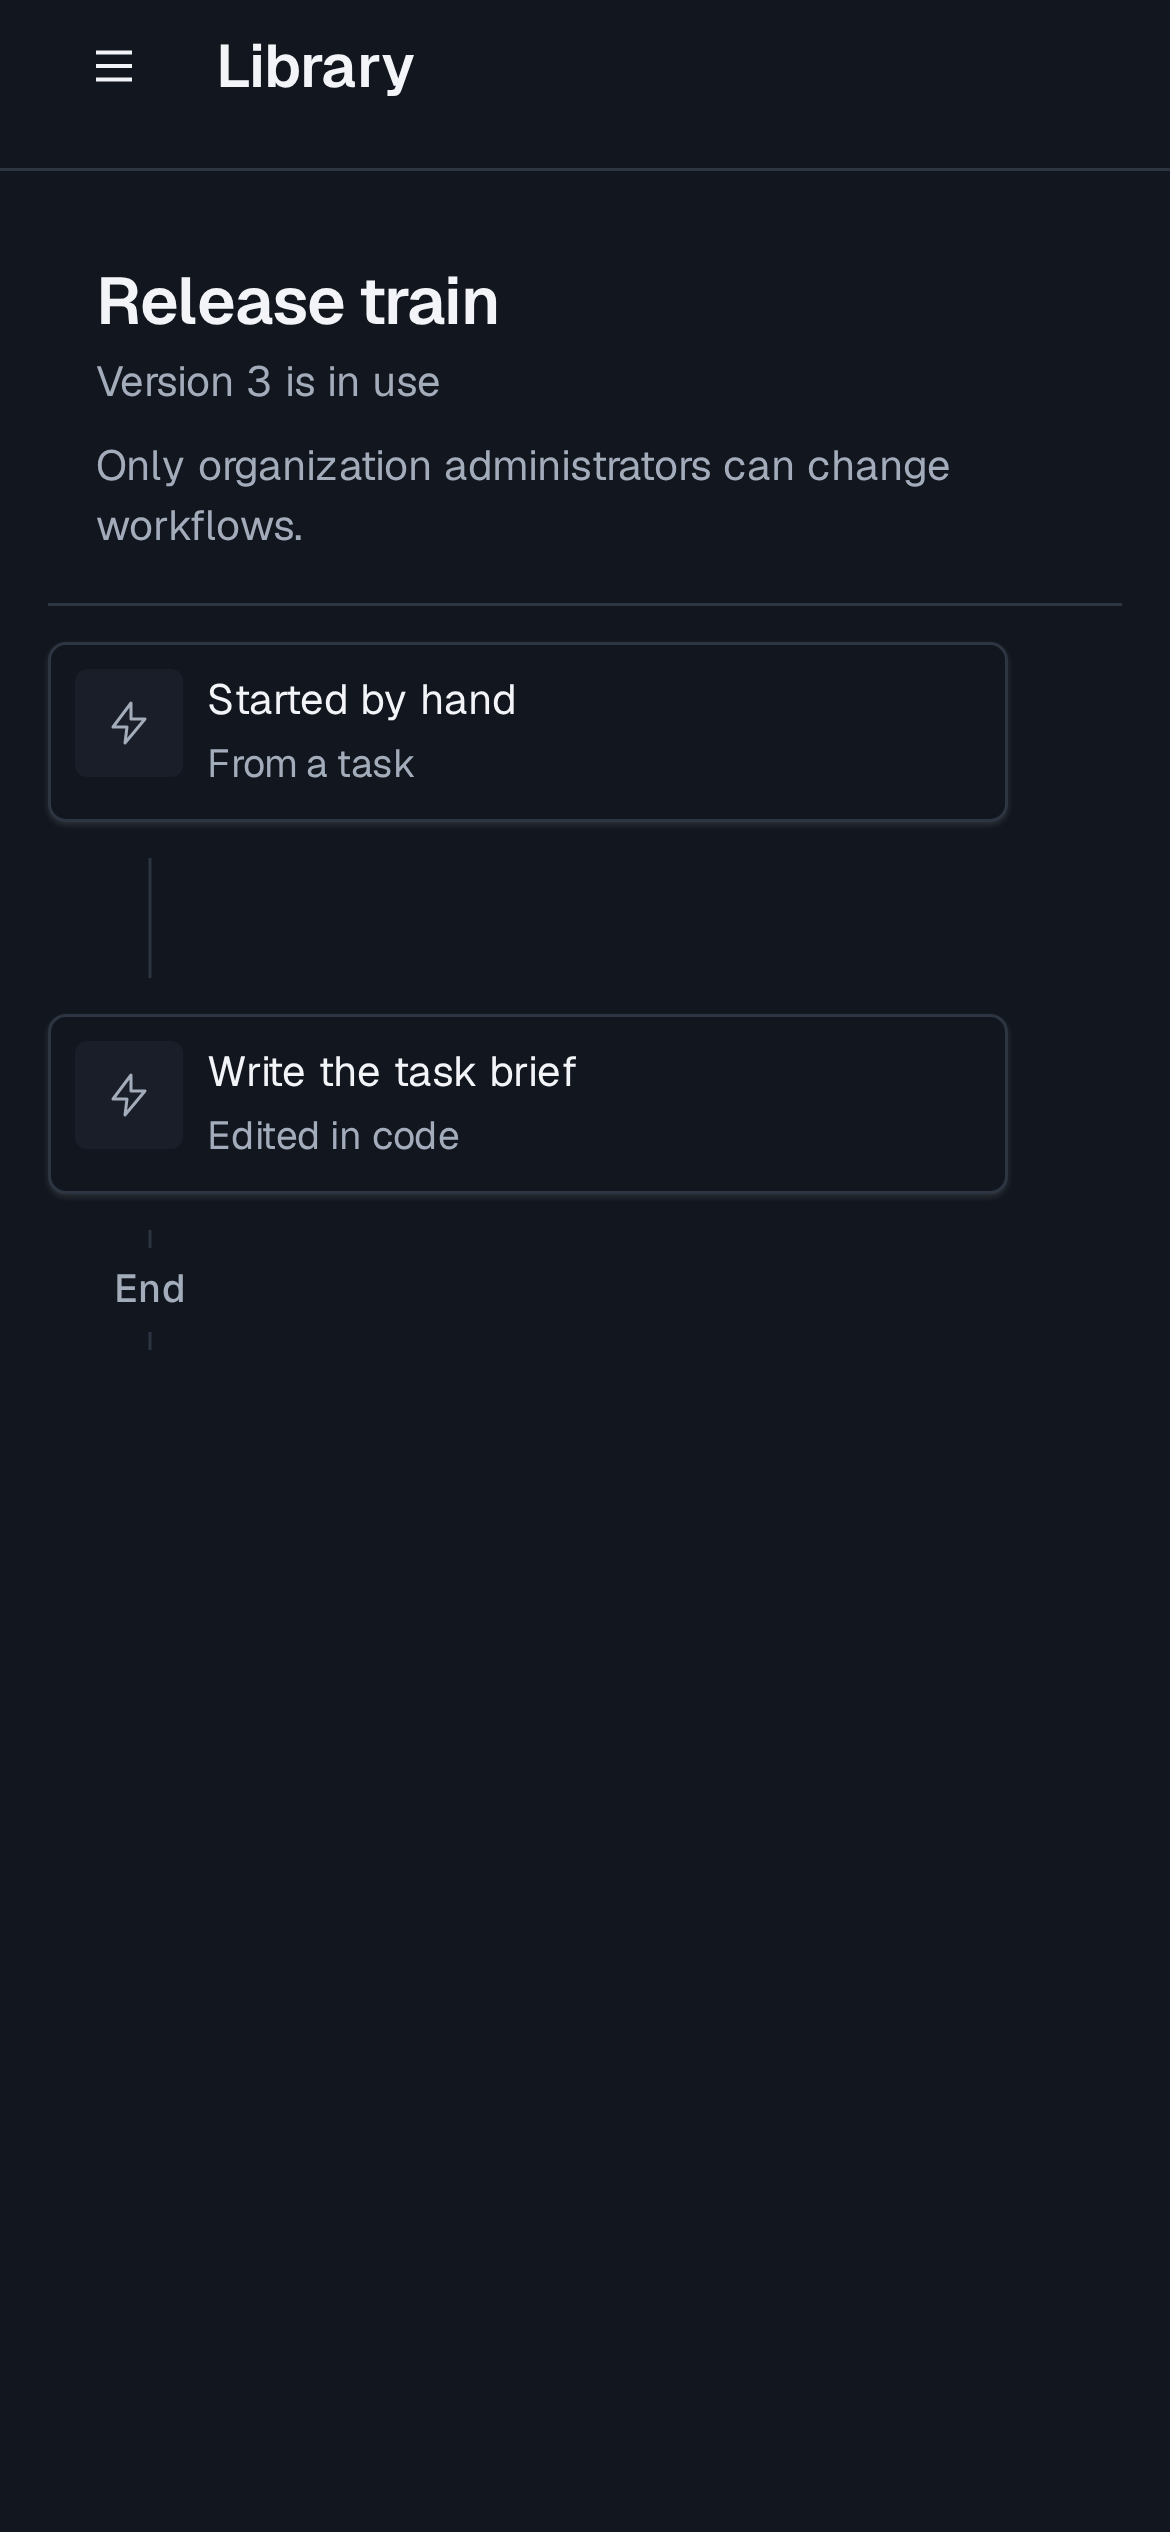 Library
Release train
Version 3 is in use
Only organization administrators can change
workflows.
Started by hand
From a task
Write the task brief
Edited in code
End